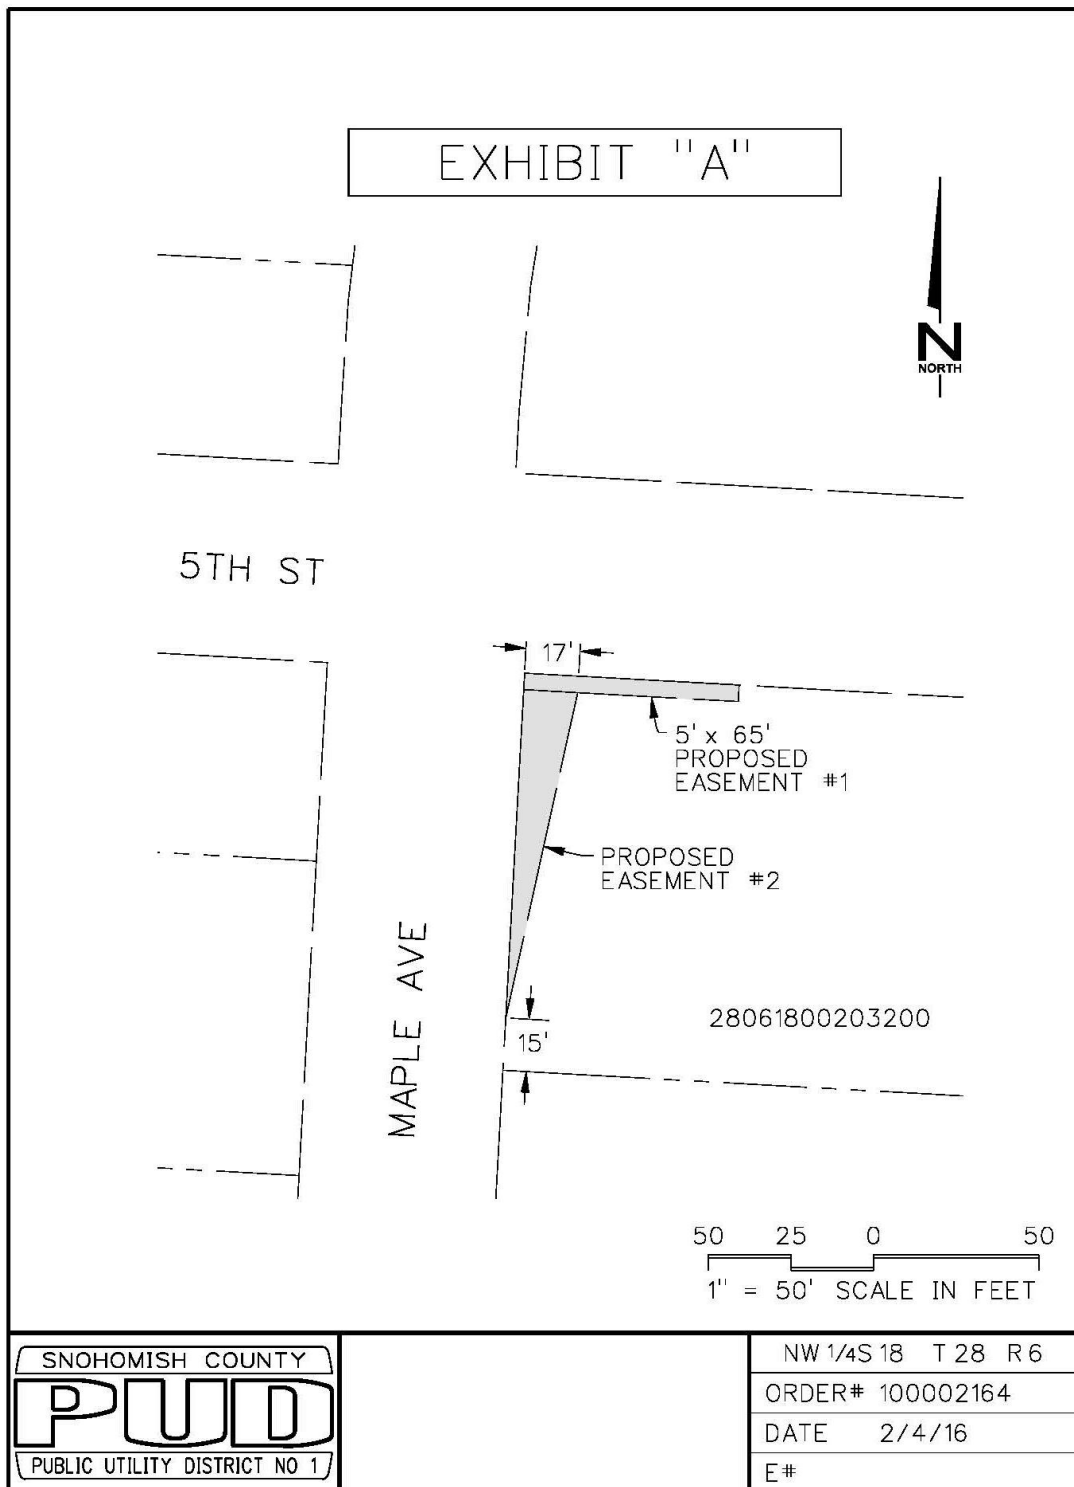 EXHIBIT "A"
N
NORTH
5TH ST
17'
5' x 65'
PROPOSED
EASEMENT #1
PROPOSED
EASEMENT #2
MAPLE AVE
28061800203200
15'
50 25 0 50
1" = 50' SCALE IN FEET
SNOHOMISH COUNTY
PUD
PUBLIC UTILITY DISTRICT NO 1
NW 1/4S 18 T 28 R 6
ORDER# 100002164
DATE 2/4/16
E#